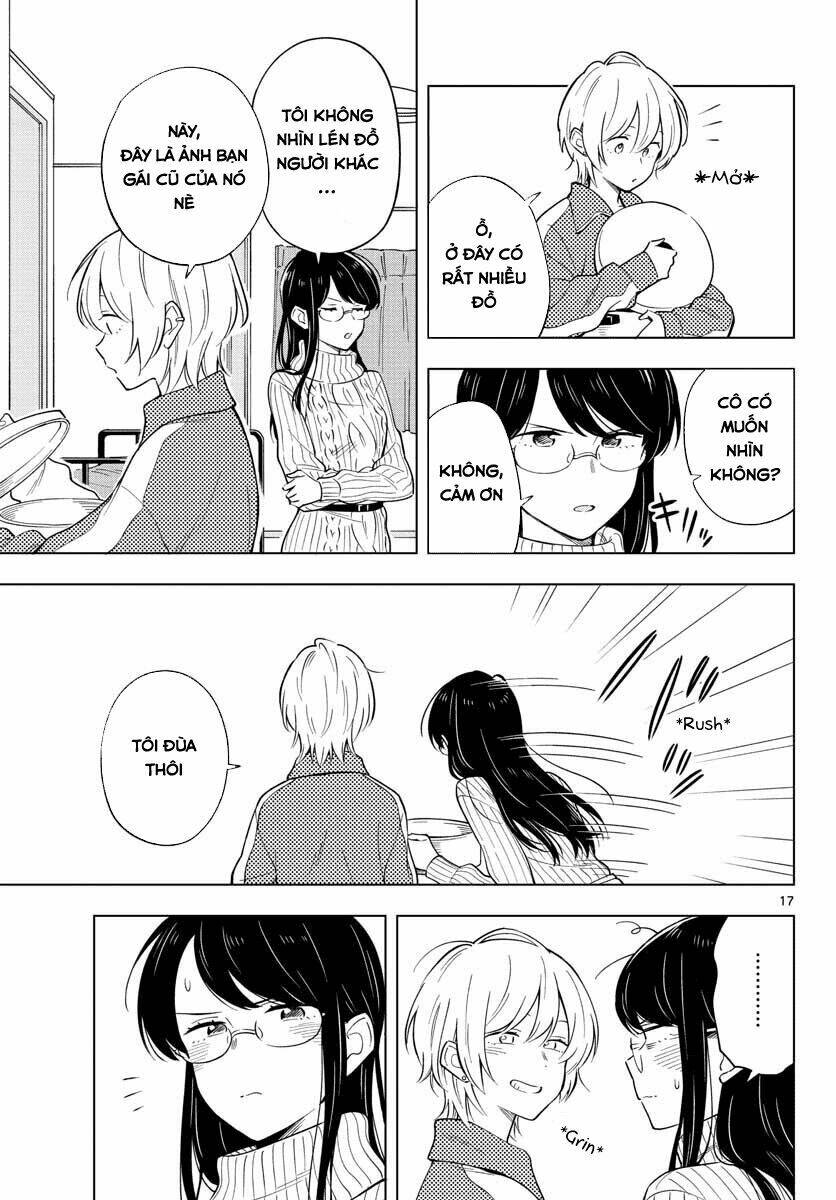 *Mở*
Ồ,
Ở ĐÂY CÓ
RẤT NHIỀU
ĐỒ
CÔ CÓ
MUỐN
NHÌN
KHÔNG?
KHÔNG,
CẢM ƠN
TÔI KHÔNG
NHÌN LÉN ĐỒ
NGƯỜI KHÁC
...
NÀY,
ĐÂY LÀ ẢNH BẠN
GÁI CŨ CỦA NÓ
NÈ
*Rush*
TÔI ĐÙA
THÔI
17
.........
*Grin*